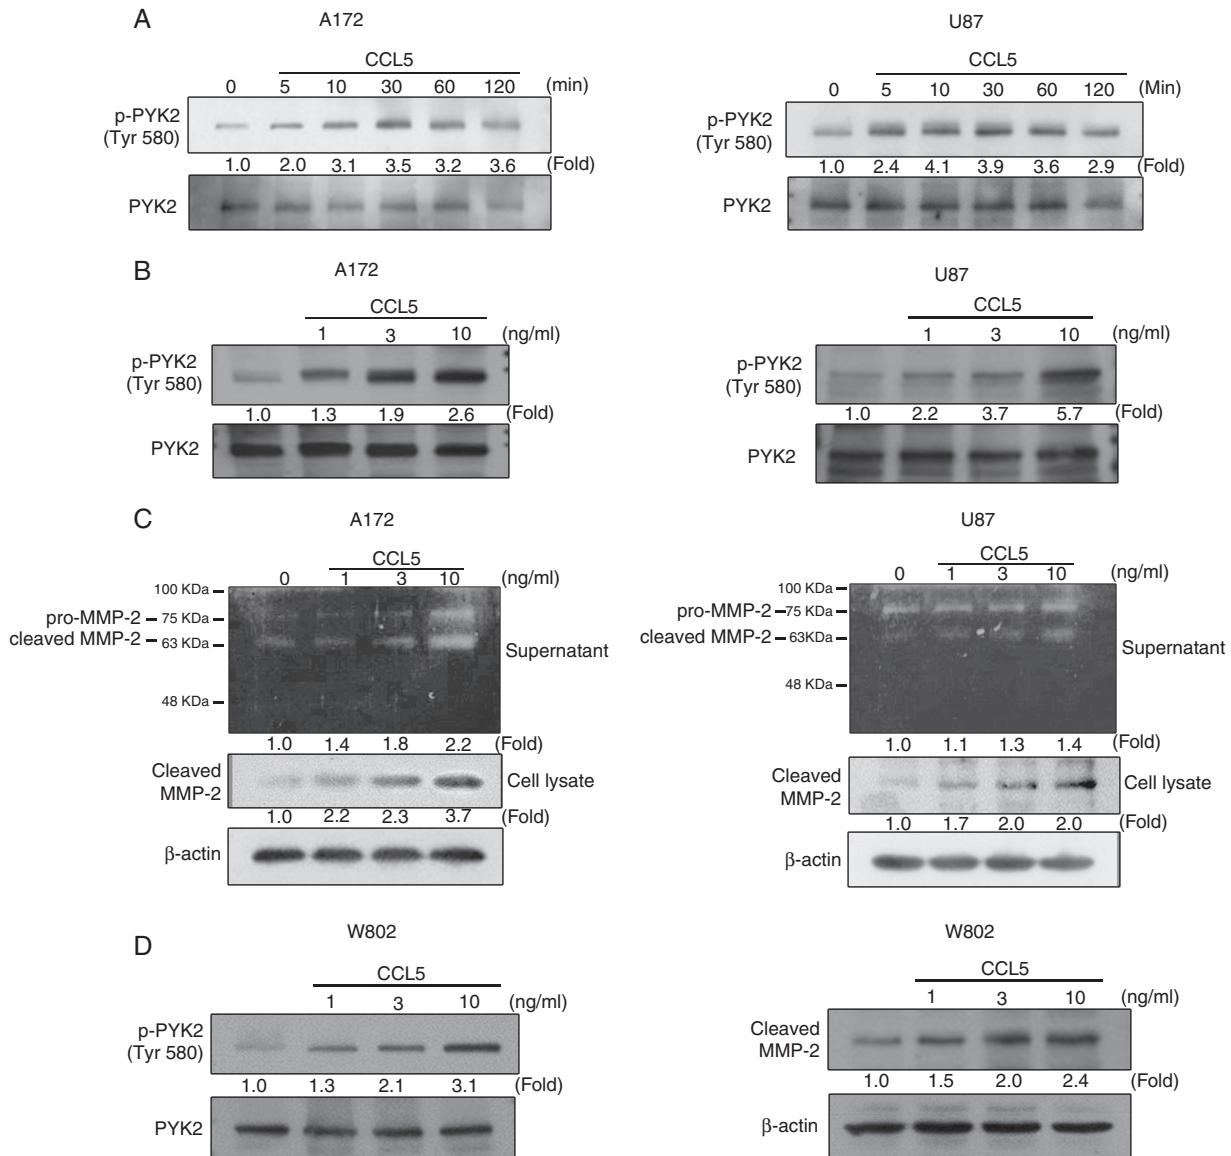 A
A172
CCL5
0 5 10 30 60 120 (min)
p-PYK2
(Tyr 580)
1.0 2.0 3.1 3.5 3.2 3.6 (Fold)
PYK2
U87
CCL5
0 5 10 30 60 120 (Min)
p-PYK2
(Tyr 580)
1.0 2.4 4.1 3.9 3.6 2.9 (Fold)
PYK2
B
A172
CCL5
1 3 10 (ng/ml)
p-PYK2
(Tyr 580)
1.0 1.3 1.9 2.6 (Fold)
PYK2
U87
CCL5
1 3 10 (ng/ml)
p-PYK2
(Tyr 580)
1.0 2.2 3.7 5.7 (Fold)
PYK2
C
A172
CCL5
0 1 3 10 (ng/ml)
100 KDa
pro-MMP-2 – 75 KDa
cleaved MMP-2 – 63 KDa
Supernatant
48 KDa
1.0 1.4 1.8 2.2 (Fold)
Cleaved
MMP-2
Cell lysate
1.0 2.2 2.3 3.7 (Fold)
β-actin
U87
CCL5
0 1 3 10 (ng/ml)
100 KDa
pro-MMP-2 – 75 KDa
cleaved MMP-2 – 63KDa
Supernatant
48 KDa
1.0 1.1 1.3 1.4 (Fold)
Cleaved
MMP-2
Cell lysate
1.0 1.7 2.0 2.0 (Fold)
β-actin
D
W802
CCL5
1 3 10 (ng/ml)
p-PYK2
(Tyr 580)
1.0 1.3 2.1 3.1 (Fold)
PYK2
W802
CCL5
1 3 10 (ng/ml)
Cleaved
MMP-2
1.0 1.5 2.0 2.4 (Fold)
β-actin